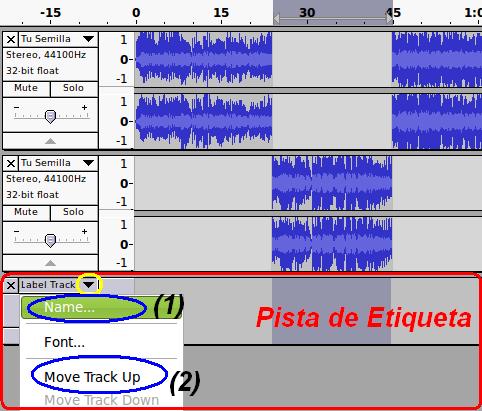 -15 0 15 30 45 1:0
Tu Semilla
Stereo, 44100Hz
32-bit float
Mute Solo
- +
1
0-
-1
1
0-
-1
Tu Semilla
Stereo, 44100Hz
32-bit float
Mute Solo
- +
1
0-
-1
1
0-
-1
Label Track
Name... (1)
Pista de Etiqueta
Font...
Move Track Up (2)
Move Track Down